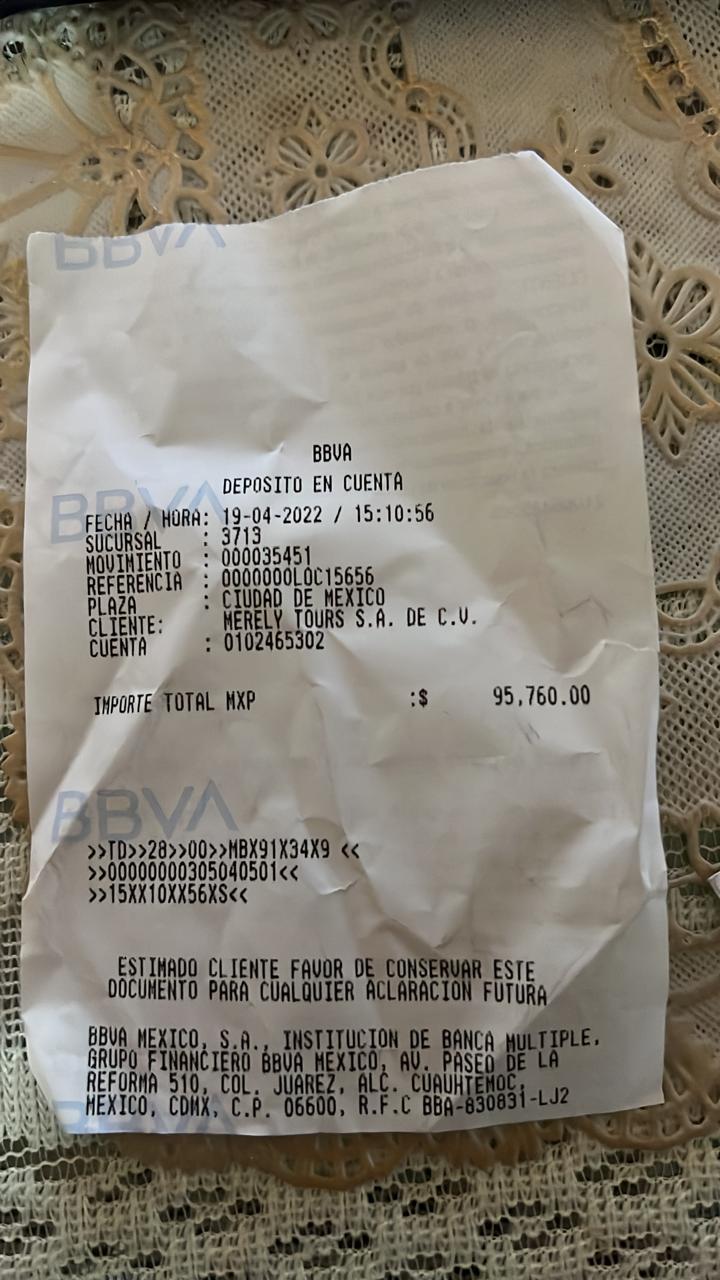 BBVA
BBVA
DEPOSITO EN CUENTA
BBVA
FECHA / HORA: 19-04-2022 / 15:10:56
SUCURSAL : 3713
MOVIMIENTO : 000035451
REFERENCIA : 0000000LOC15656
PLAZA : CIUDAD DE MEXICO
CLIENTE: MERELY TOURS S.A. DE C.V.
CUENTA : 0102465302
IMPORTE TOTAL MXP :$ 95,760.00
BBVA
>>TD>>28>>00>>MBX91X34X9 <<
>>00000000305040501<<
>>15XX10XX56XS<<
ESTIMADO CLIENTE FAVOR DE CONSERVAR ESTE
DOCUMENTO PARA CUALQUIER ACLARACION FUTURA
BBVA MEXICO, S.A., INSTITUCION DE BANCA MULTIPLE,
GRUPO FINANCIERO BBVA MEXICO, AV. PASEO DE LA
REFORMA 510, COL. JUAREZ, ALC. CUAUHTEMOC,
MEXICO, CDMX, C.P. 06600, R.F.C BBA-830831-LJ2